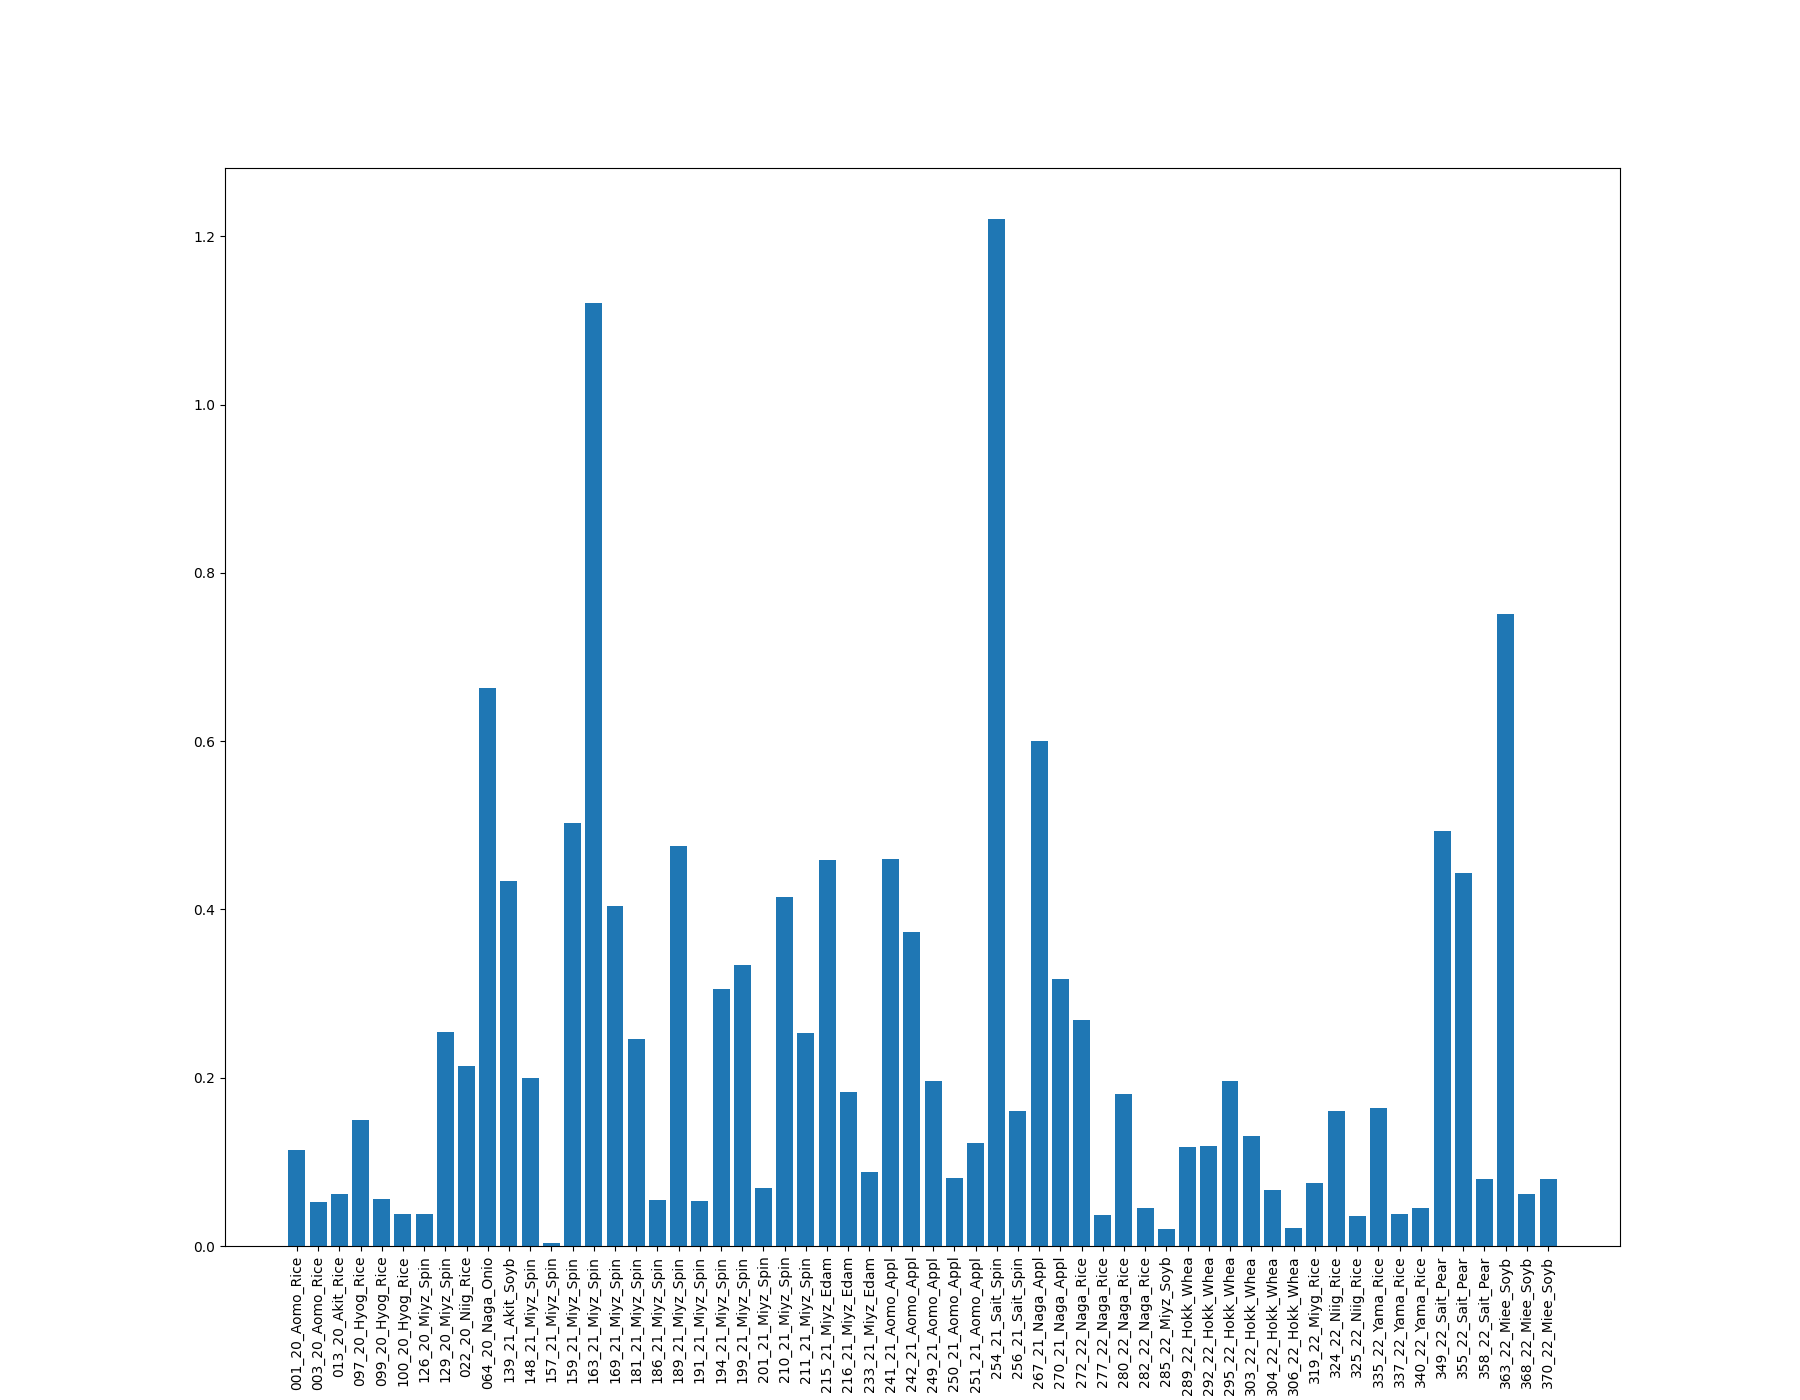 1.2
1.0
0.8
0.6
0.4
0.2
0.0
001_20_Aomo_Rice
003_20_Aomo_Rice
013_20_Akit_Rice
097_20_Hyog_Rice
099_20_Hyog_Rice
100_20_Hyog_Rice
126_20_Miyz_Spin
129_20_Miyz_Spin
022_20_Niig_Rice
064_20_Naga_Onio
139_21_Akit_Soyb
148_21_Miyz_Spin
157_21_Miyz_Spin
159_21_Miyz_Spin
163_21_Miyz_Spin
169_21_Miyz_Spin
181_21_Miyz_Spin
186_21_Miyz_Spin
189_21_Miyz_Spin
191_21_Miyz_Spin
194_21_Miyz_Spin
199_21_Miyz_Spin
201_21_Miyz_Spin
210_21_Miyz_Spin
211_21_Miyz_Spin
215_21_Miyz_Edam
216_21_Miyz_Edam
233_21_Miyz_Edam
241_21_Aomo_Appl
242_21_Aomo_Appl
249_21_Aomo_Appl
250_21_Aomo_Appl
251_21_Aomo_Appl
254_21_Sait_Spin
256_21_Sait_Spin
267_21_Naga_Appl
270_21_Naga_Appl
272_22_Naga_Rice
277_22_Naga_Rice
280_22_Naga_Rice
282_22_Naga_Rice
285_22_Miyz_Soyb
289_22_Hokk_Whea
292_22_Hokk_Whea
295_22_Hokk_Whea
303_22_Hokk_Whea
304_22_Hokk_Whea
306_22_Hokk_Whea
319_22_Miyg_Rice
324_22_Niig_Rice
325_22_Niig_Rice
335_22_Yama_Rice
337_22_Yama_Rice
340_22_Yama_Rice
349_22_Sait_Pear
355_22_Sait_Pear
358_22_Sait_Pear
363_22_Miee_Soyb
368_22_Miee_Soyb
370_22_Miee_Soyb